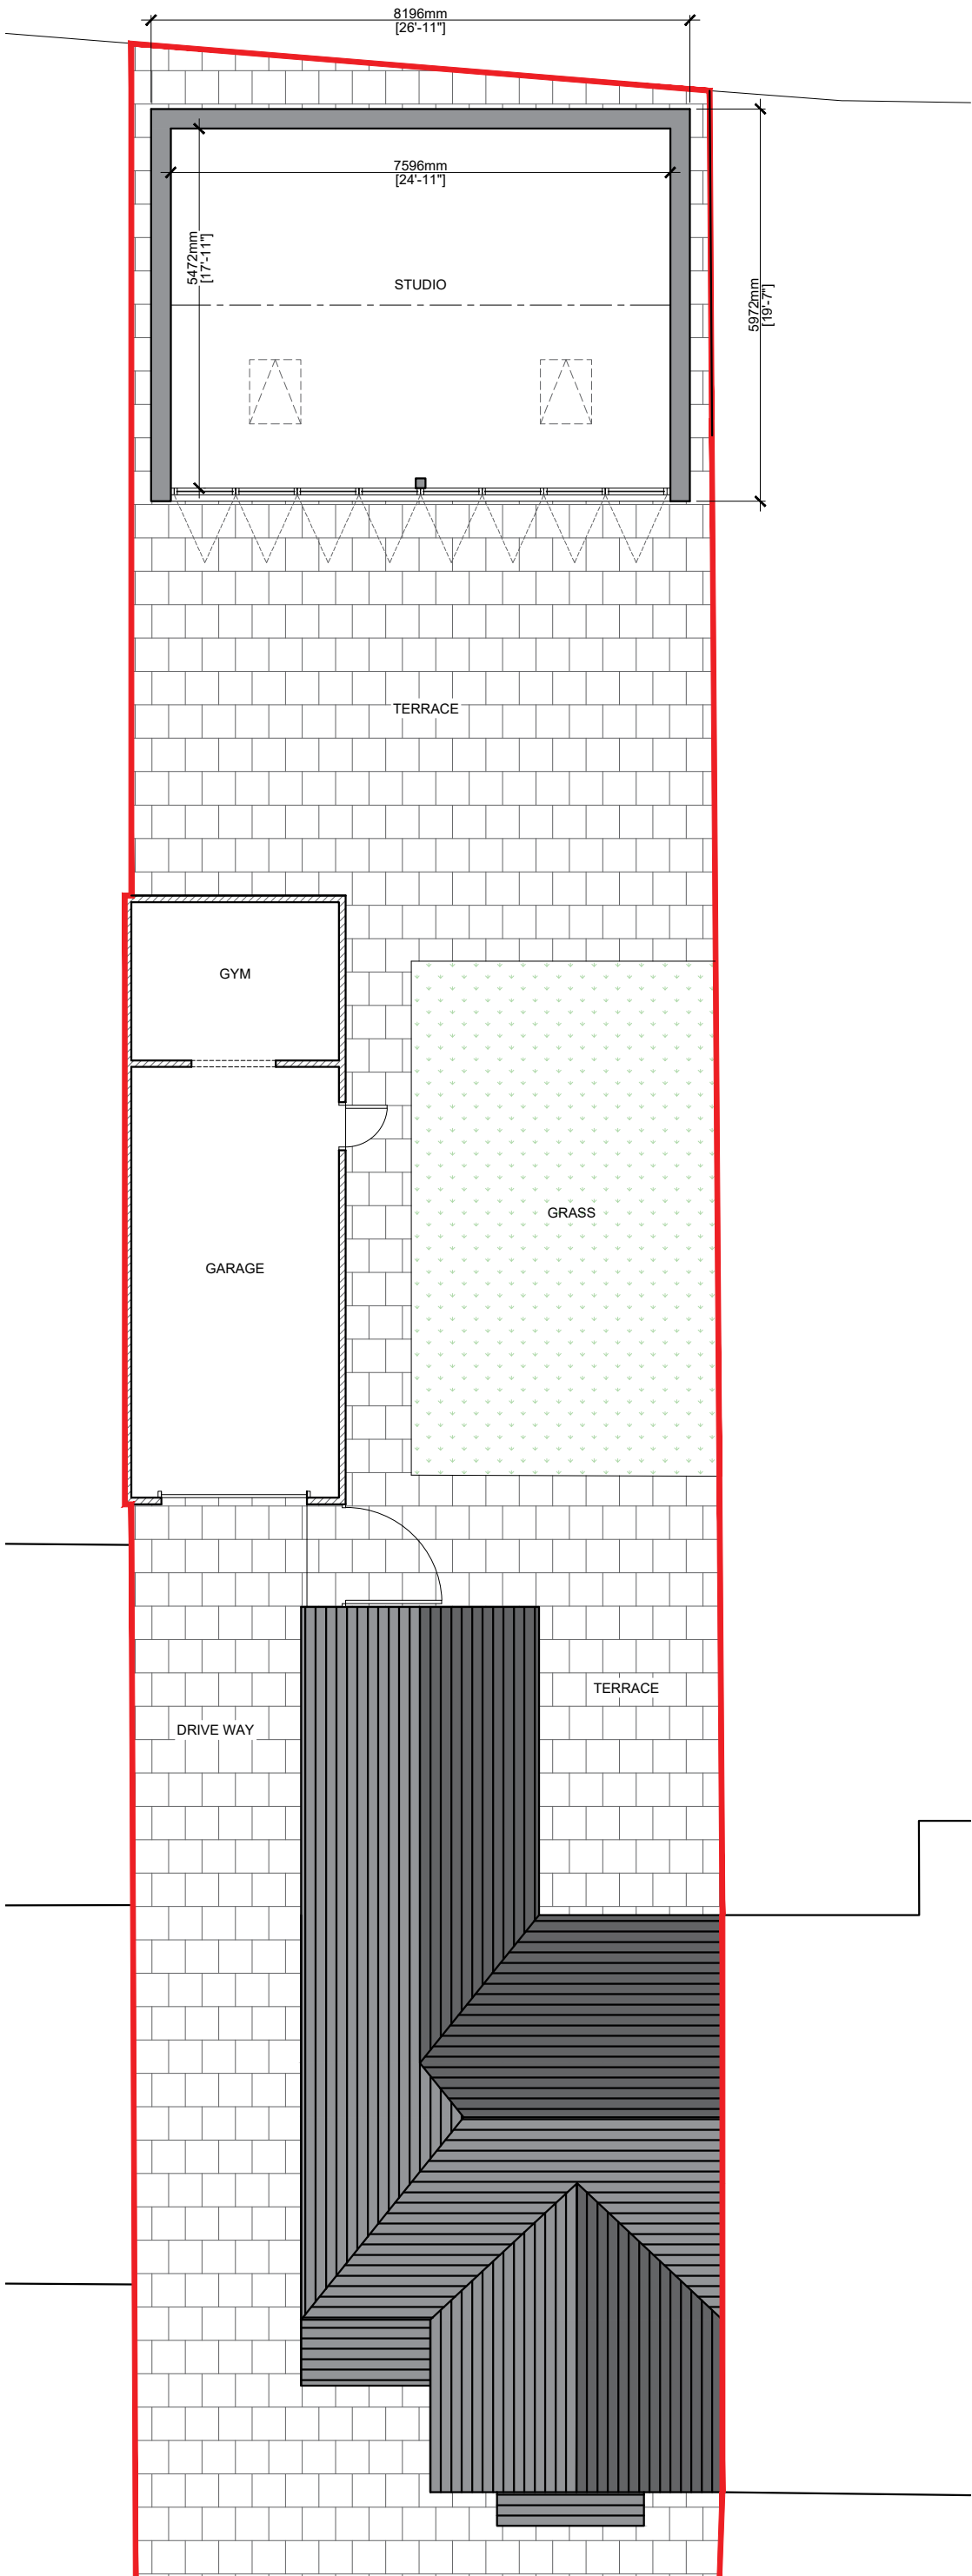 8196mm
[26'-11"]
7596mm
[24'-11"]
5472mm
[17'-11"]
STUDIO
5972mm
[19'-7"]
TERRACE
GYM
GRASS
GARAGE
TERRACE
DRIVE WAY